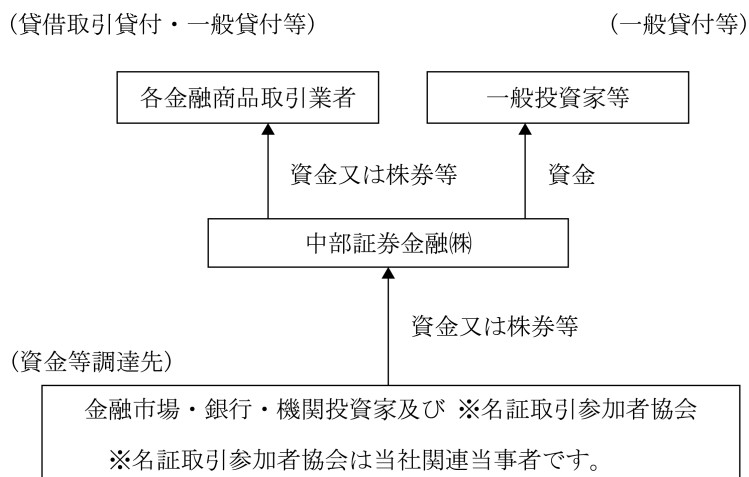 (貸借取引貸付・一般貸付等)
(一般貸付等)
各金融商品取引業者
一般投資家等
資金又は株券等
資金
中部証券金融㈱
資金又は株券等
(資金等調達先)
金融市場・銀行・機関投資家及び ※名証取引参加者協会
※名証取引参加者協会は当社関連当事者です。